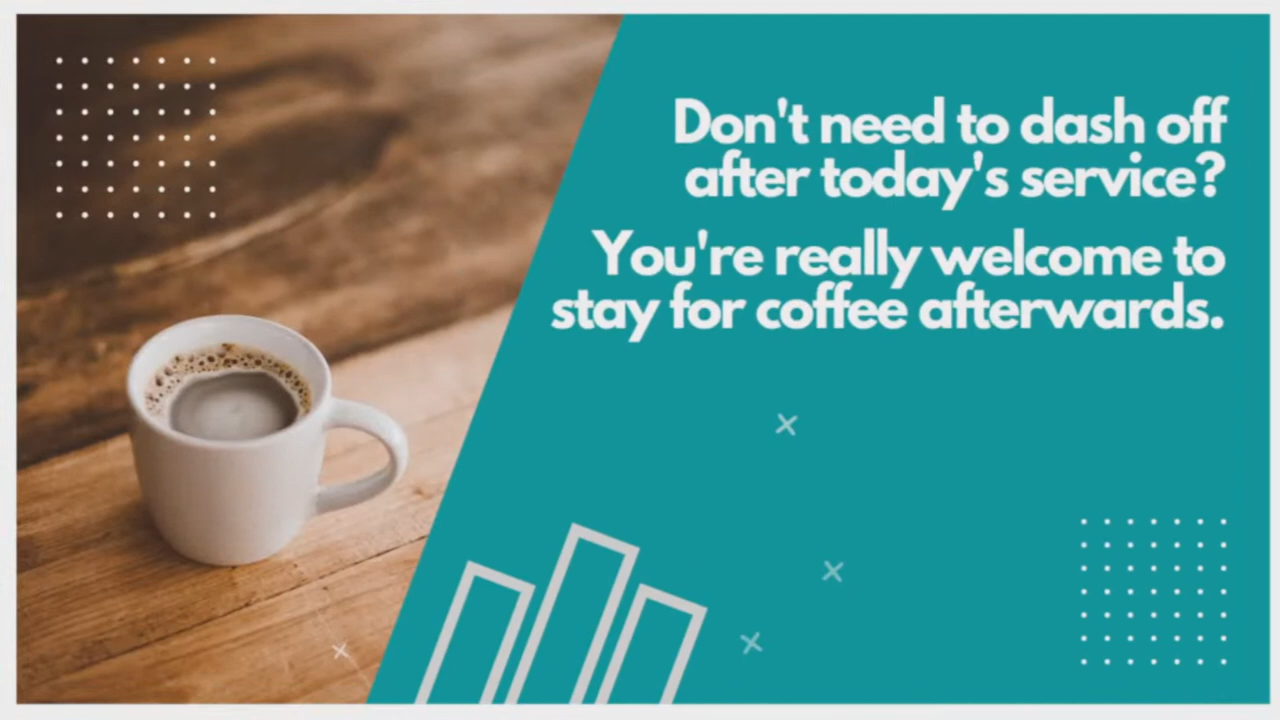 Don't need to dash off
after today's service?
You're really welcome to
stay for coffee afterwards.